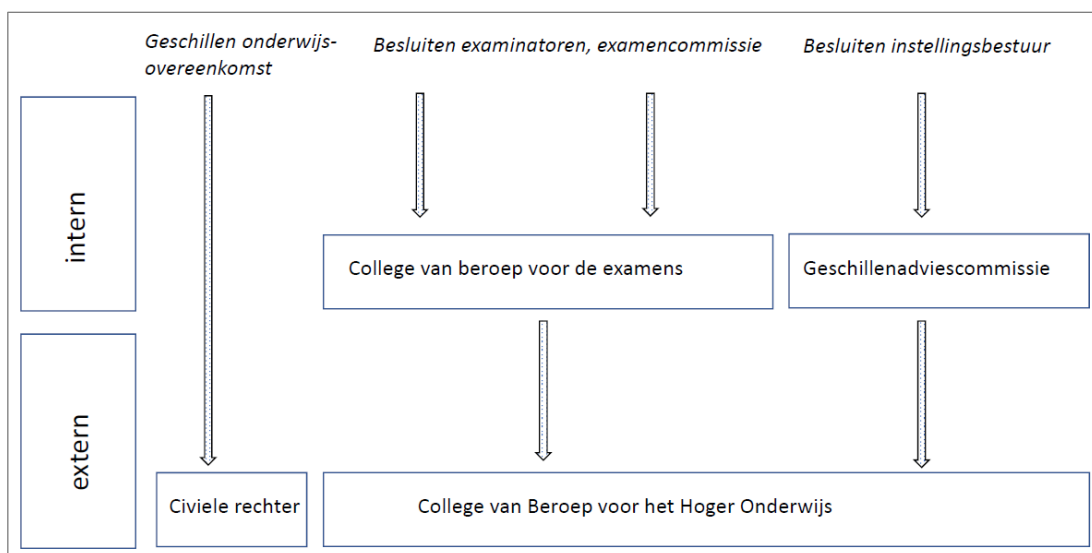 Geschillen onderwijs-
overeenkomst
Besluiten examinatoren, examencommissie
Besluiten instellingsbestuur
intern
College van beroep voor de examens
Geschillenadviescommissie
extern
Civiele rechter
College van Beroep voor het Hoger Onderwijs